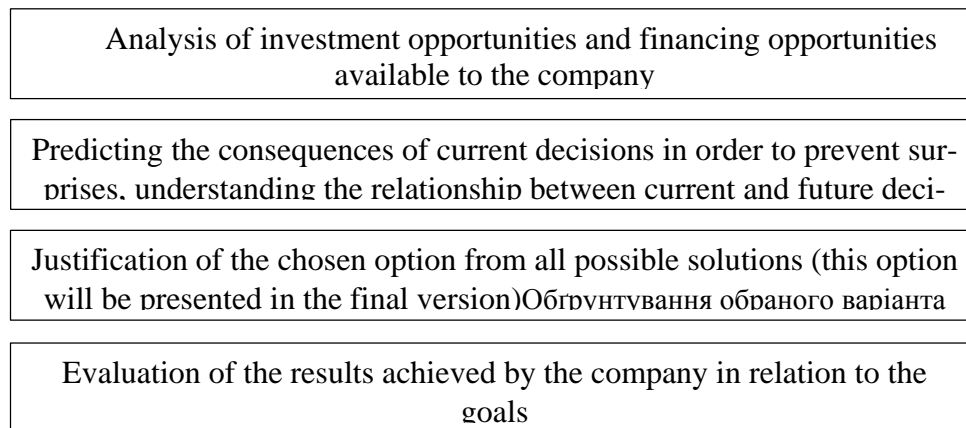 Analysis of investment opportunities and financing opportunities
available to the company
Predicting the consequences of current decisions in order to prevent sur-
prises, understanding the relationship between current and future deci-
Justification of the chosen option from all possible solutions (this option
will be presented in the final version)Обґрунтування обраного варіанта
Evaluation of the results achieved by the company in relation to the
goals